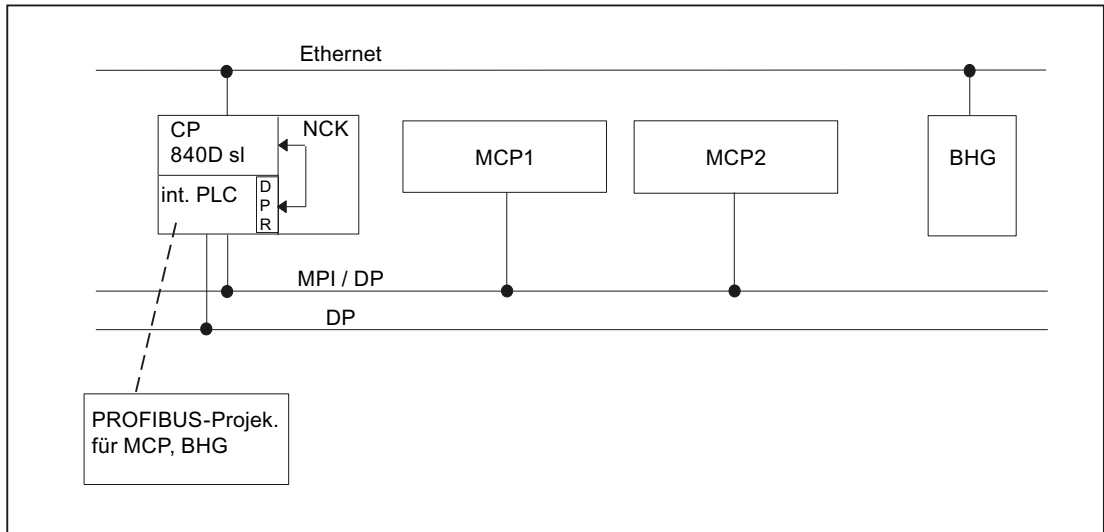 Ethernet
CP
840D sl
NCK
int. PLC
D
P
R
MCP1
MCP2
BHG
MPI / DP
DP
PROFIBUS-Projek.
für MCP, BHG